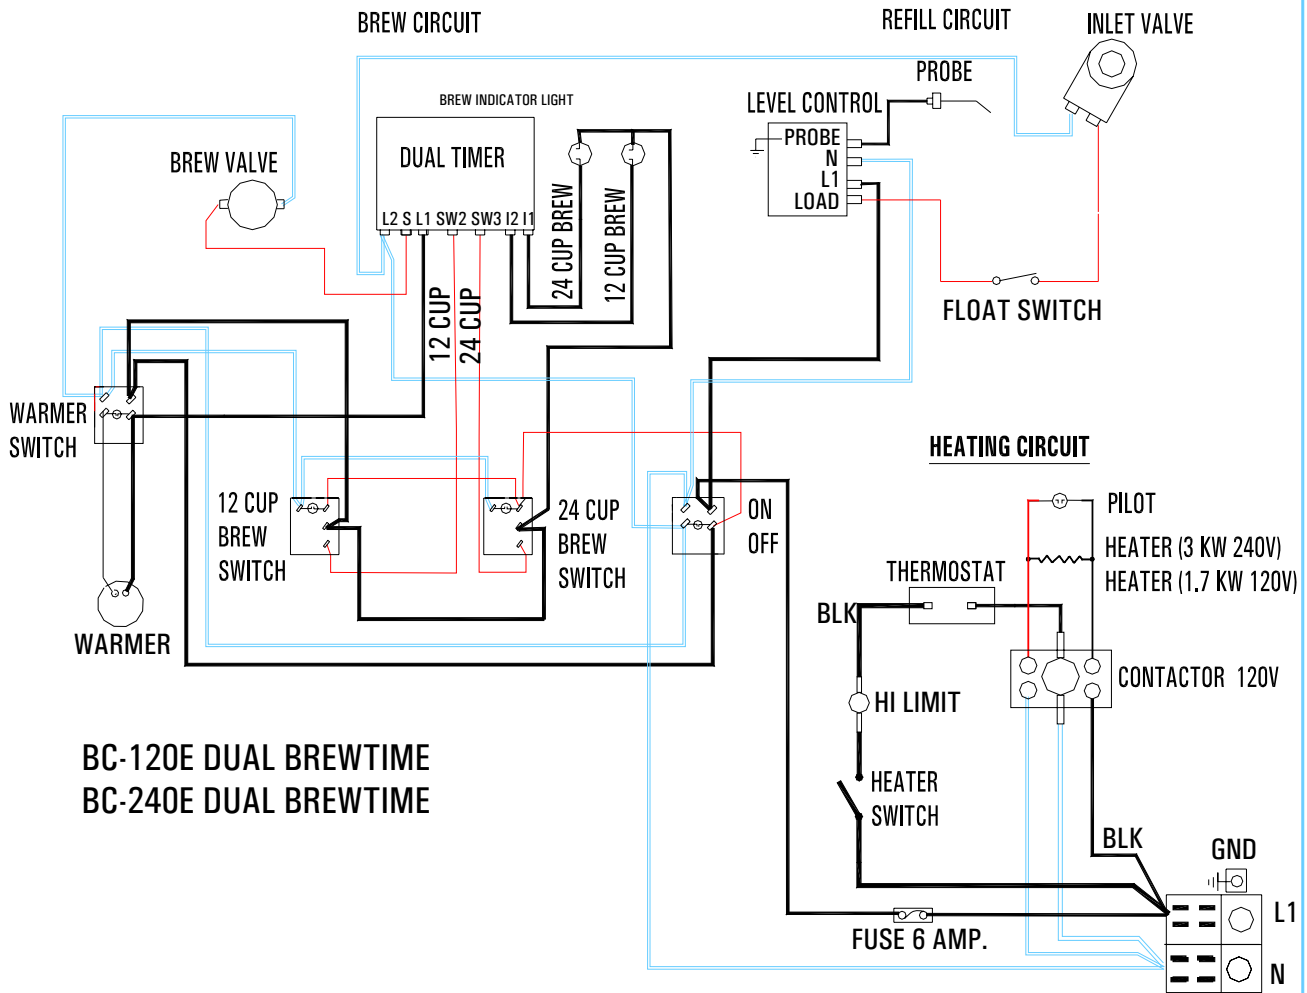 BREW CIRCUIT
REFILL CIRCUIT
INLET VALVE
PROBE
BREW INDICATOR LIGHT
LEVEL CONTROL
PROBE
N
L1
LOAD
DUAL TIMER
BREW VALVE
L2 S L1 SW2 SW3 I2 I1
24 CUP BREW
12 CUP BREW
12 CUP
24 CUP
FLOAT SWITCH
WARMER
SWITCH
HEATING CIRCUIT
12 CUP
BREW
SWITCH
24 CUP
BREW
SWITCH
ON
OFF
PILOT
HEATER (3 KW 240V)
HEATER (1.7 KW 120V)
THERMOSTAT
BLK
WARMER
CONTACTOR 120V
HI LIMIT
BC-120E DUAL BREWTIME
BC-240E DUAL BREWTIME
HEATER
SWITCH
BLK
GND
L1
FUSE 6 AMP.
N